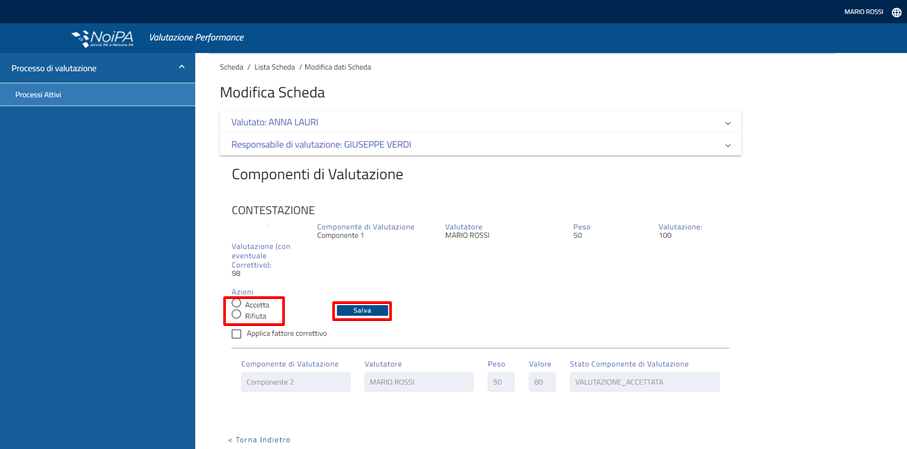 MARIO ROSSI
NoiPA
servizi PA a Persone PA
Valutazione Performance
Processo di valutazione
Processi Attivi
Scheda / Lista Scheda / Modifica dati Scheda
Modifica Scheda
Valutato: ANNA LAURI
Responsabile di valutazione: GIUSEPPE VERDI
Componenti di Valutazione
CONTESTAZIONE
Componente di Valutazione Valutatore Peso Valutazione:
Componente 1 MARIO ROSSI 50 100
Valutazione (con
eventuale
Correttivo):
98
Azioni
Accetta
Rifiuta
Salva
Applica fattore correttivo
Componente di Valutazione Valutatore Peso Valore Stato Componente di Valutazione
Componente 2 MARIO ROSSI 50 80 VALUTAZIONE_ACCETTATA
< Torna Indietro